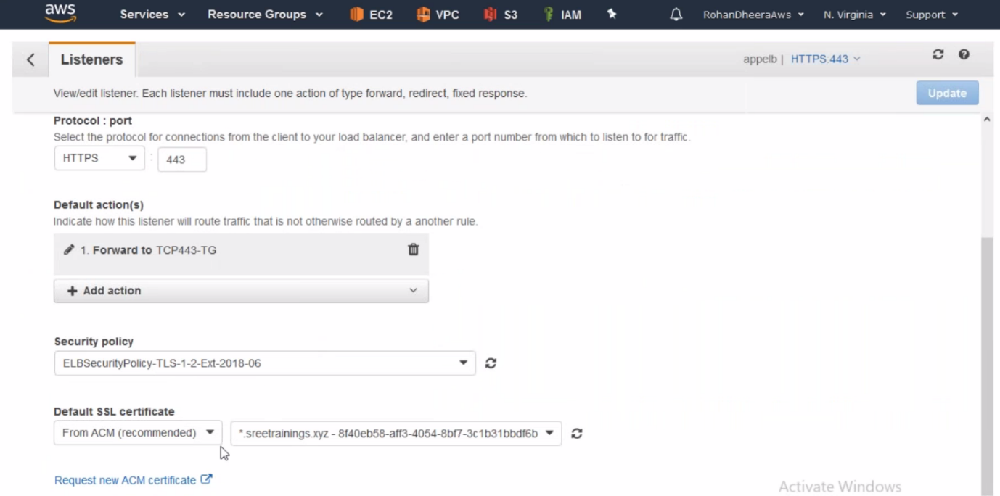 aws Services Resource Groups EC2 VPC S3 IAM RohanDheeraAws N. Virginia Support
Listeners appelb | HTTPS:443
View/edit listener. Each listener must include one action of type forward, redirect, fixed response. Update
Protocol : port
Select the protocol for connections from the client to your load balancer, and enter a port number from which to listen to for traffic.
HTTPS : 443
Default action(s)
Indicate how this listener will route traffic that is not otherwise routed by a another rule.
1. Forward to TCP443-TG
Add action
Security policy
ELBSecurityPolicy-TLS-1-2-Ext-2018-06
Default SSL certificate
From ACM (recommended) *.sreetrainings.xyz - 8f40eb58-aff3-4054-8bf7-3c1b31bbdf6b
Request new ACM certificate
Activate Windows